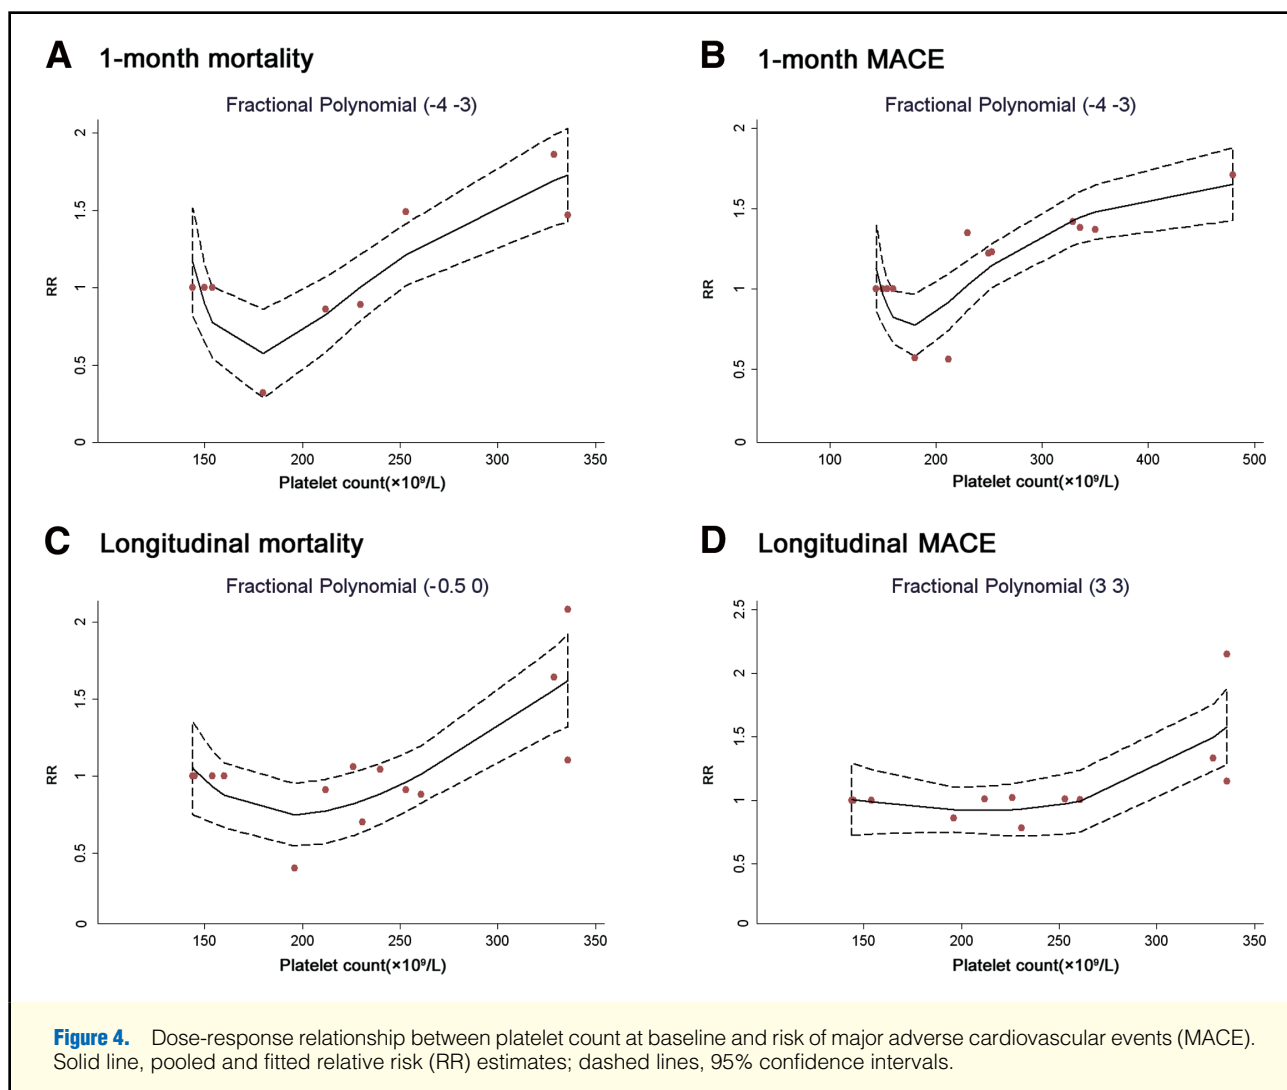 A 1-month mortality
Fractional Polynomial (-4 -3)
2
1.5
1
0.5
0
RR
150 200 250 300 350
Platelet count(×10⁹/L)
B 1-month MACE
Fractional Polynomial (-4 -3)
2
1.5
1
0.5
0
RR
100 200 300 400 500
Platelet count(×10⁹/L)
C Longitudinal mortality
Fractional Polynomial (-0.5 0)
2
1.5
1
0.5
0
RR
150 200 250 300 350
Platelet count(×10⁹/L)
D Longitudinal MACE
Fractional Polynomial (3 3)
2.5
2
1.5
1
0.5
0
RR
150 200 250 300 350
Platelet count(×10⁹/L)
Figure 4. Dose-response relationship between platelet count at baseline and risk of major adverse cardiovascular events (MACE).
Solid line, pooled and fitted relative risk (RR) estimates; dashed lines, 95% confidence intervals.